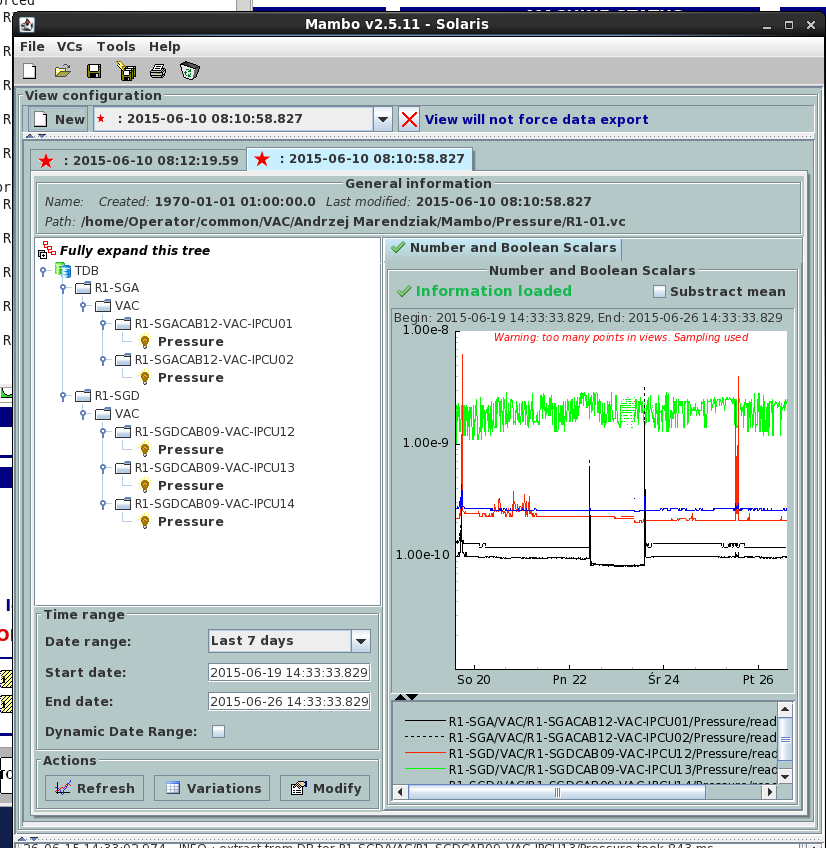 Mambo v2.5.11 - Solaris
File VCs Tools Help
View configuration
New : 2015-06-10 08:10:58.827 View will not force data export
: 2015-06-10 08:12:19.59 : 2015-06-10 08:10:58.827
General information
Name: Created: 1970-01-01 01:00:00.0 Last modified: 2015-06-10 08:10:58.827
Path: /home/Operator/common/VAC/Andrzej Marendziak/Mambo/Pressure/R1-01.vc
Fully expand this tree
TDB
R1-SGA
VAC
R1-SGACAB12-VAC-IPCU01
Pressure
R1-SGACAB12-VAC-IPCU02
Pressure
R1-SGD
VAC
R1-SGDCAB09-VAC-IPCU12
Pressure
R1-SGDCAB09-VAC-IPCU13
Pressure
R1-SGDCAB09-VAC-IPCU14
Pressure
Time range
Date range: Last 7 days
Start date: 2015-06-19 14:33:33.829
End date: 2015-06-26 14:33:33.829
Dynamic Date Range:
Actions
Refresh Variations Modify
Number and Boolean Scalars
Number and Boolean Scalars
Information loaded Substract mean
Begin: 2015-06-19 14:33:33.829, End: 2015-06-26 14:33:33.829
1.00e-8
Warning: too many points in views. Sampling used
1.00e-9
1.00e-10
So 20 Pn 22 Śr 24 Pt 26
R1-SGA/VAC/R1-SGACAB12-VAC-IPCU01/Pressure/read
R1-SGA/VAC/R1-SGACAB12-VAC-IPCU02/Pressure/read
R1-SGD/VAC/R1-SGDCAB09-VAC-IPCU12/Pressure/read
R1-SGD/VAC/R1-SGDCAB09-VAC-IPCU13/Pressure/read